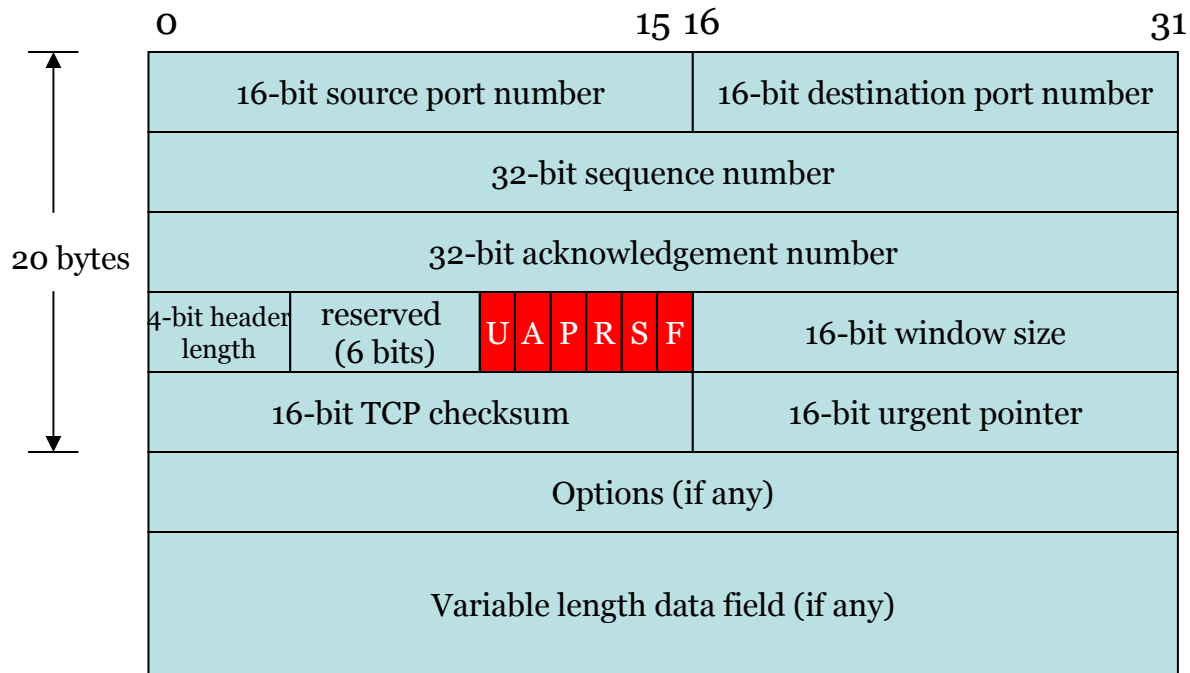 0 15 16 31
16-bit source port number 16-bit destination port number
32-bit sequence number
32-bit acknowledgement number
20 bytes
4-bit header
length
reserved
(6 bits)
U A P R S F
16-bit window size
16-bit TCP checksum 16-bit urgent pointer
Options (if any)
Variable length data field (if any)